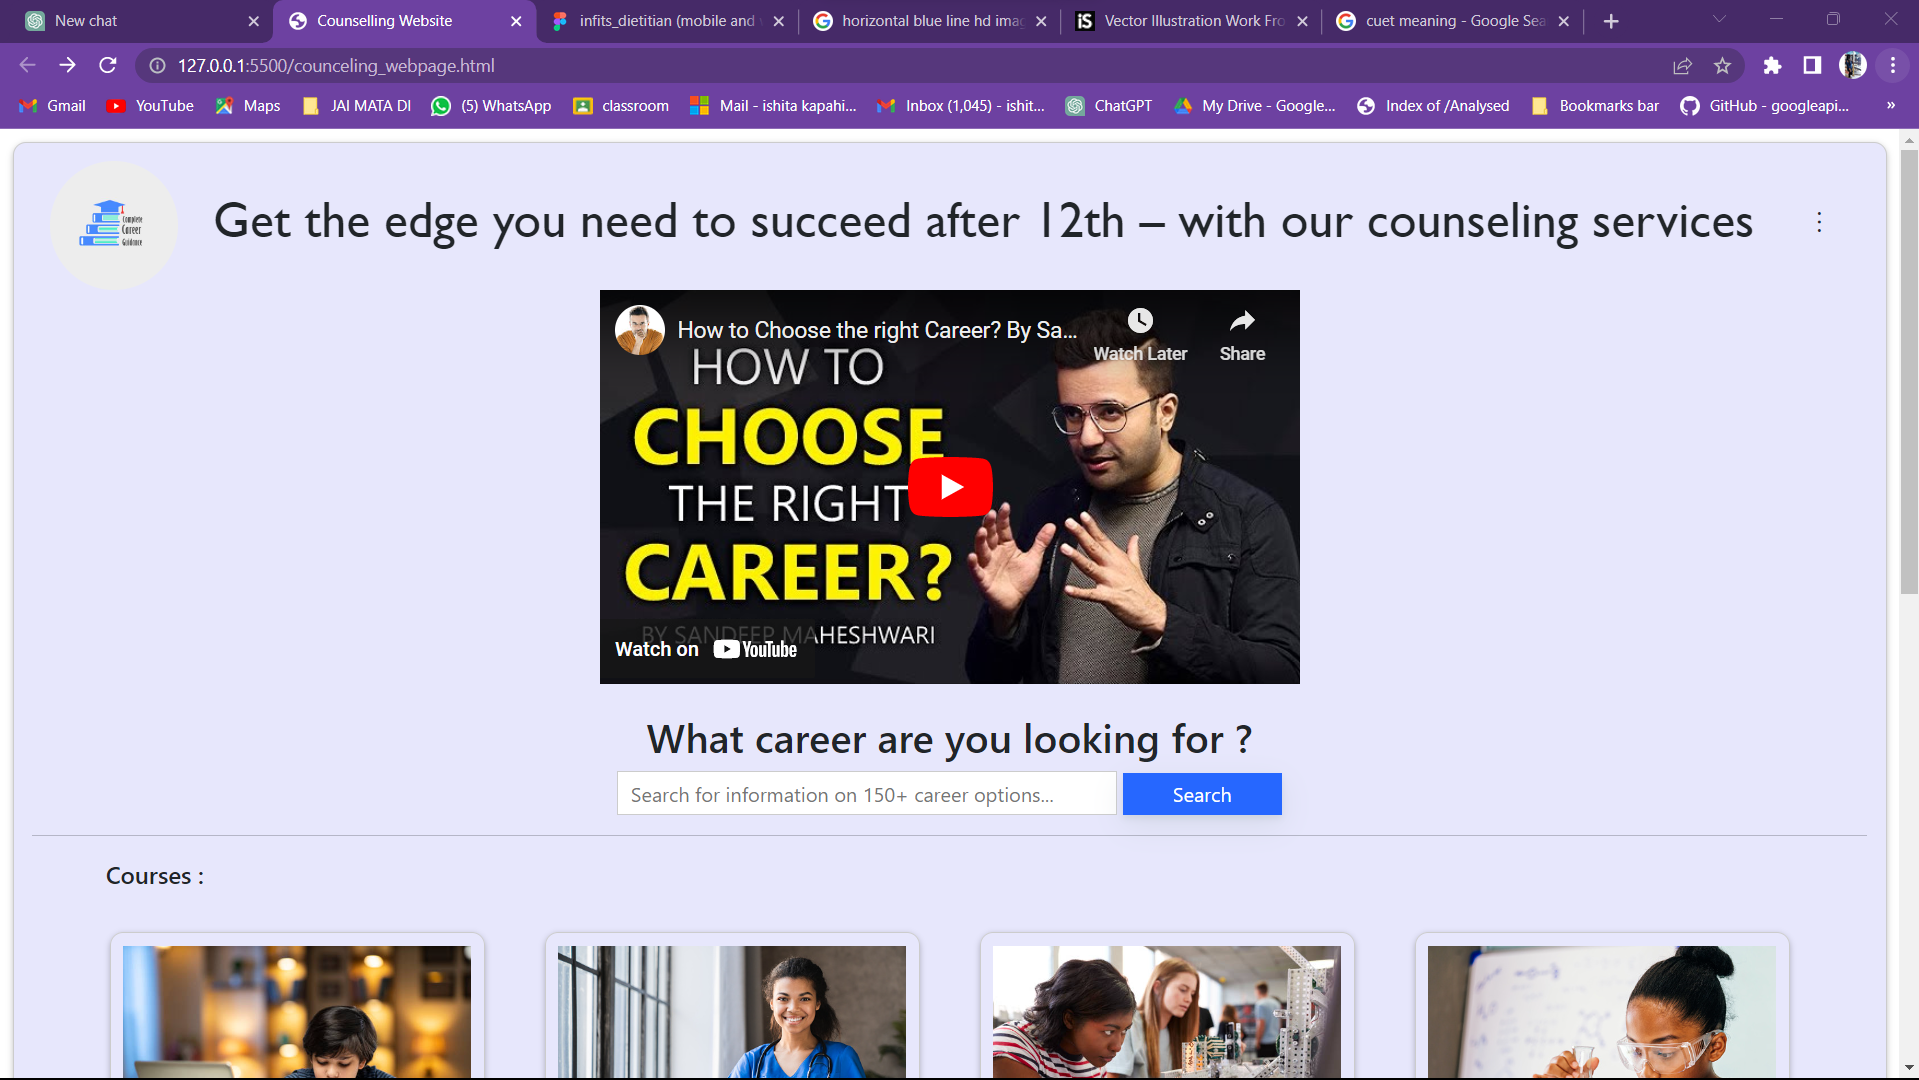 New chat
Counselling Website
infits_dietitian (mobile and
horizontal blue line hd imag
Vector Illustration Work Fro
cuet meaning - Google Sea
127.0.0.1:5500/counceling_webpage.html
Gmail
YouTube
Maps
JAI MATA DI
(5) WhatsApp
classroom
Mail - ishita kapahi...
Inbox (1,045) - ishit...
ChatGPT
My Drive - Google...
Index of /Analysed
Bookmarks bar
GitHub - googleapi...
»
Complete
Career
Guidance
Get the edge you need to succeed after 12th – with our counseling services
How to Choose the right Career? By Sa...
Watch Later
Share
HOW TO
CHOOSE
THE RIGHT
CAREER?
BY SANDEEP MAHESHWARI
Watch on YouTube
What career are you looking for ?
Search for information on 150+ career options...
Search
Courses :